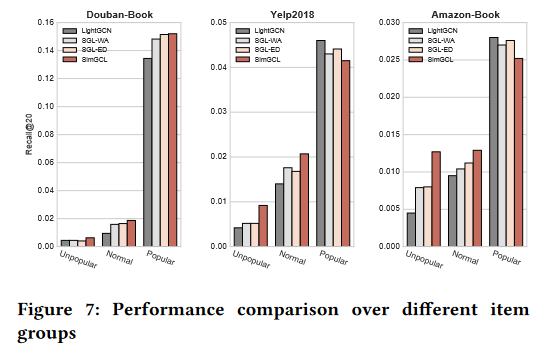 Douban-Book
Yelp2018
Amazon-Book
Recall@20
0.16
0.14
0.12
0.10
0.08
0.06
0.04
0.02
0.00
LightGCN
SGL-WA
SGL-ED
SimGCL
Unpopular
Normal
Popular
0.05
0.04
0.03
0.02
0.01
0.00
LightGCN
SGL-WA
SGL-ED
SimGCL
Unpopular
Normal
Popular
0.030
0.025
0.020
0.015
0.010
0.005
0.000
LightGCN
SGL-WA
SGL-ED
SimGCL
Unpopular
Normal
Popular
Figure 7: Performance comparison over different item
groups